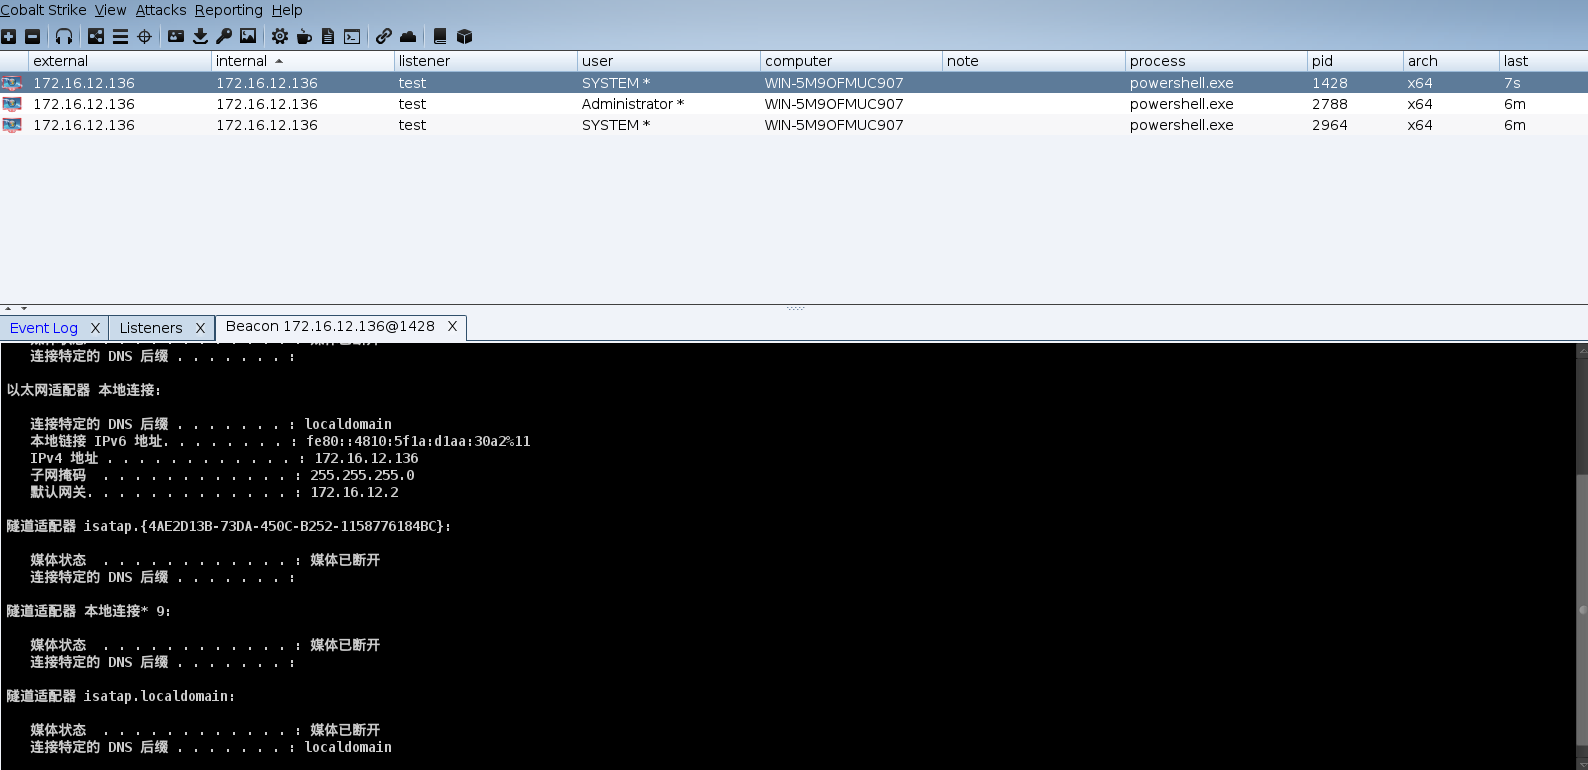 Cobalt Strike View Attacks Reporting Help
external internal listener user computer note process pid arch last
172.16.12.136 172.16.12.136 test SYSTEM * WIN-5M9OFMUC907 powershell.exe 1428 x64 7s
172.16.12.136 172.16.12.136 test Administrator * WIN-5M9OFMUC907 powershell.exe 2788 x64 6m
172.16.12.136 172.16.12.136 test SYSTEM * WIN-5M9OFMUC907 powershell.exe 2964 x64 6m
Event Log X Listeners X Beacon 172.16.12.136@1428 X
连接特定的 DNS 后缀 . . . . . . . :
以太网适配器 本地连接:
连接特定的 DNS 后缀 . . . . . . . : localdomain
本地链接 IPv6 地址. . . . . . . . : fe80::4810:5f1a:d1aa:30a2%11
IPv4 地址 . . . . . . . . . . . . : 172.16.12.136
子网掩码 . . . . . . . . . . . . : 255.255.255.0
默认网关. . . . . . . . . . . . . : 172.16.12.2
隧道适配器 isatap.{4AE2D13B-73DA-450C-B252-1158776184BC}:
媒体状态 . . . . . . . . . . . . : 媒体已断开
连接特定的 DNS 后缀 . . . . . . . :
隧道适配器 本地连接* 9:
媒体状态 . . . . . . . . . . . . : 媒体已断开
连接特定的 DNS 后缀 . . . . . . . :
隧道适配器 isatap.localdomain:
媒体状态 . . . . . . . . . . . . : 媒体已断开
连接特定的 DNS 后缀 . . . . . . . : localdomain